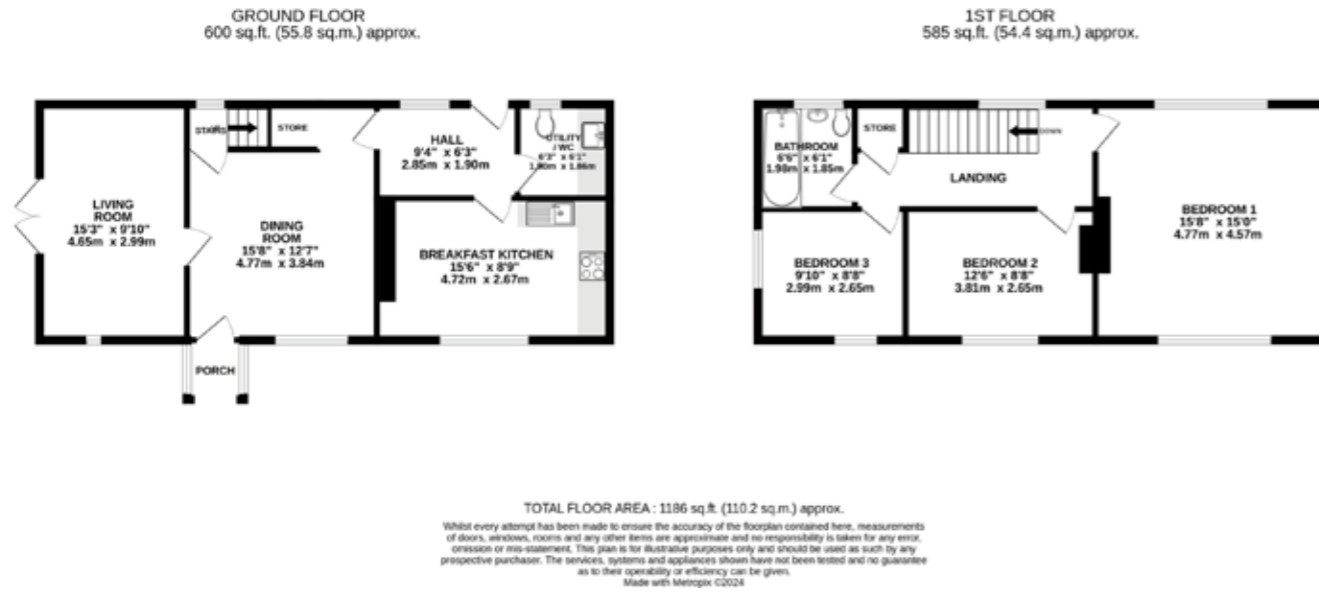 GROUND FLOOR
600 sq.ft. (55.8 sq.m.) approx.
1ST FLOOR
585 sq.ft. (54.4 sq.m.) approx.
STAIRS
STORE
HALL
9'4" x 6'3"
2.85m x 1.90m
UTILITY
/ WC
6'3" x 6'1"
1.90m x 1.86m
LIVING
ROOM
15'3" x 9'10"
4.65m x 2.99m
DINING
ROOM
15'8" x 12'7"
4.77m x 3.84m
BREAKFAST KITCHEN
15'6" x 8'9"
4.72m x 2.67m
PORCH
BATHROOM
6'6" x 6'1"
1.98m x 1.85m
STORE
DOWN
LANDING
BEDROOM 1
15'8" x 15'0"
4.77m x 4.57m
BEDROOM 3
9'10" x 8'8"
2.99m x 2.65m
BEDROOM 2
12'6" x 8'8"
3.81m x 2.65m
TOTAL FLOOR AREA : 1186 sq.ft. (110.2 sq.m.) approx.
Whilst every attempt has been made to ensure the accuracy of the floorplan contained here, measurements
of doors, windows, rooms and any other items are approximate and no responsibility is taken for any error,
omission or mis-statement. This plan is for illustrative purposes only and should be used as such by any
prospective purchaser. The services, systems and appliances shown have not been tested and no guarantee
as to their operability or efficiency can be given.
Made with Metropix ©2024